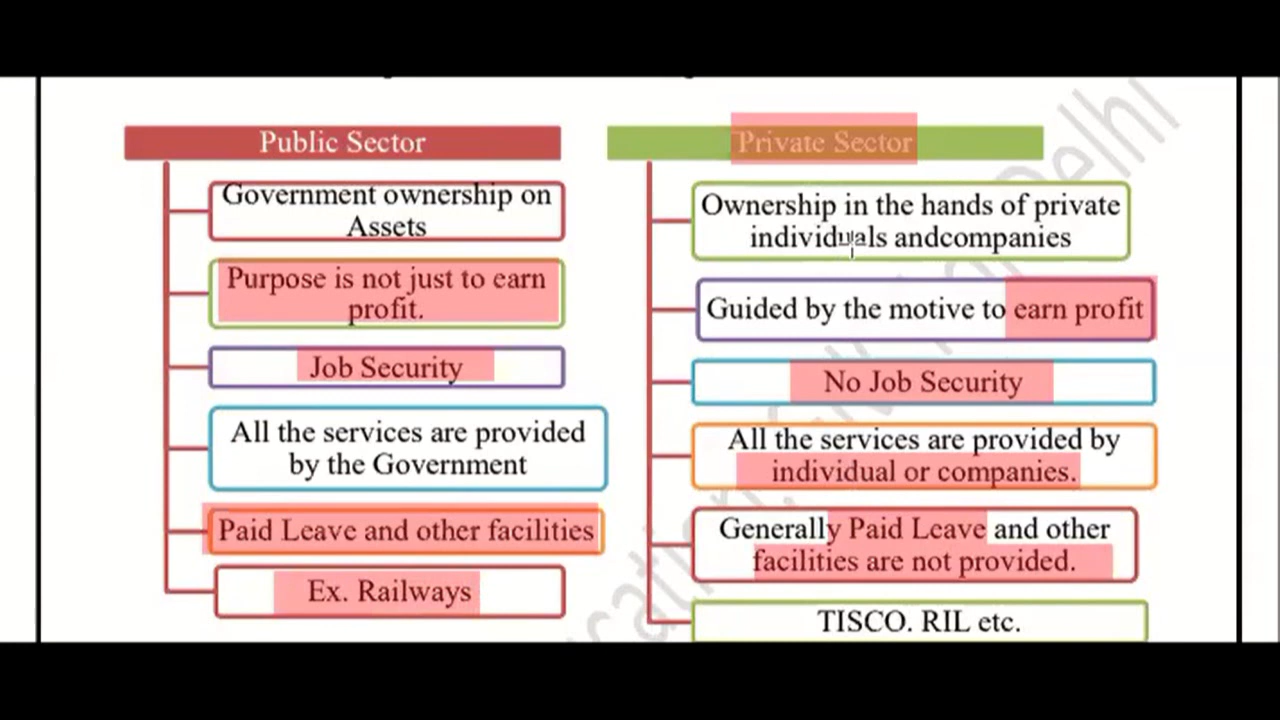 Public Sector
Government ownership on
Assets
Purpose is not just to earn
profit.
Job Security
All the services are provided
by the Government
Paid Leave and other facilities
Ex. Railways
Private Sector
Ownership in the hands of private
individuals andcompanies
Guided by the motive to earn profit
No Job Security
All the services are provided by
individual or companies.
Generally Paid Leave and other
facilities are not provided.
TISCO. RIL etc.
Delhi